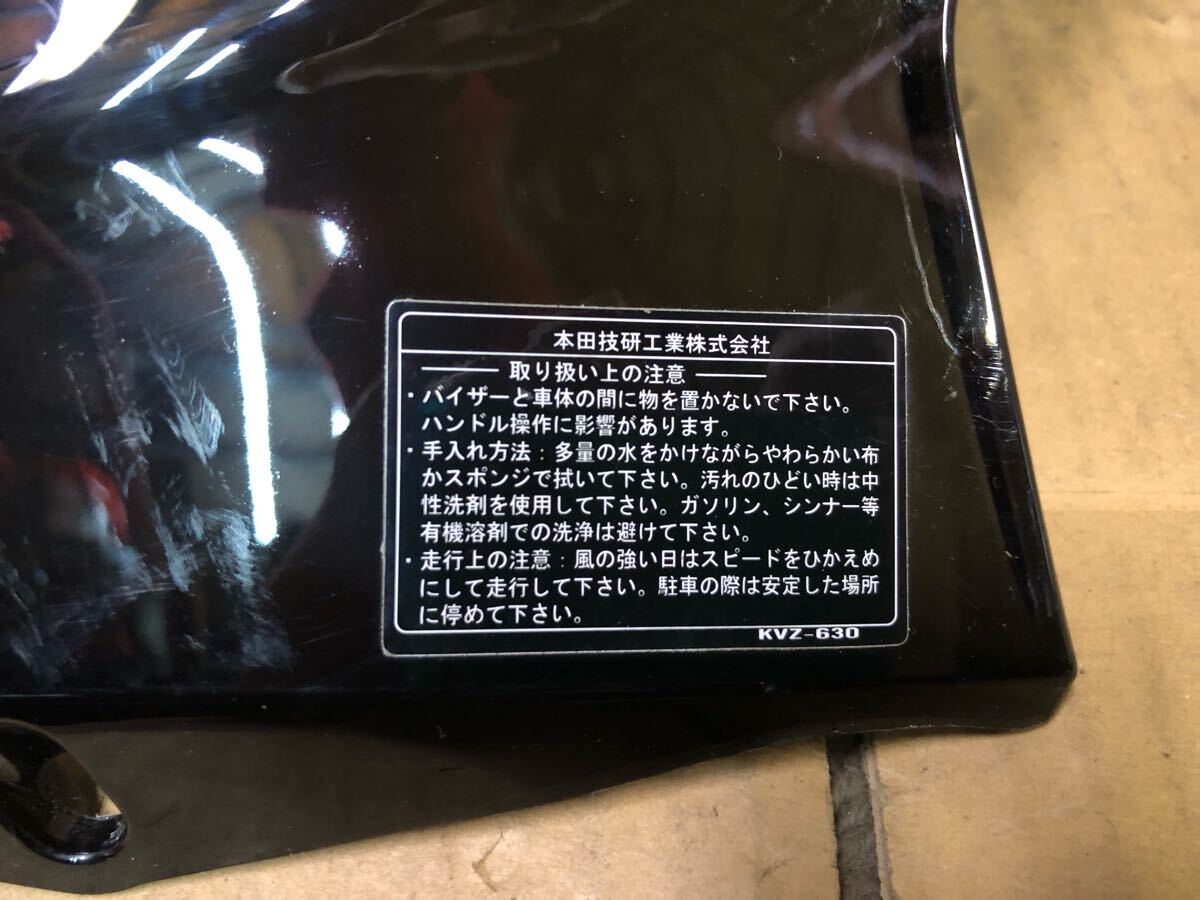 本田技研工業株式会社
取り扱い上の注意
・バイザーと車体の間に物を置かないで下さい。
ハンドル操作に影響があります。
・手入れ方法：多量の水をかけながらやわらかい布
かスポンジで拭いて下さい。汚れのひどい時は中
性洗剤を使用して下さい。ガソリン、シンナー等
有機溶剤での洗浄は避けて下さい。
・走行上の注意：風の強い日はスピードをひかえめ
にして走行して下さい。駐車の際は安定した場所
に停めて下さい。
KVZ-630